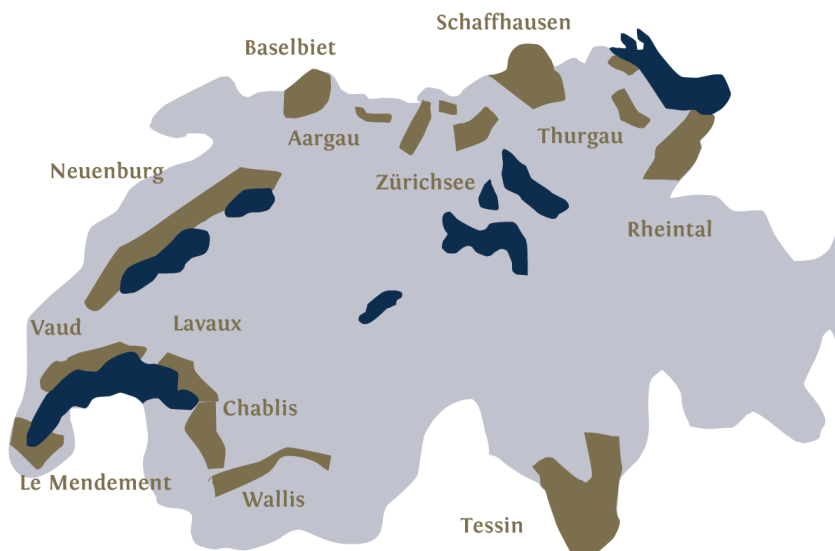 Schaffhausen
Baselbiet
Aargau
Thurgau
Neuenburg
Zürichsee
Rheintal
Vaud
Lavaux
Chablis
Le Mendement
Wallis
Tessin